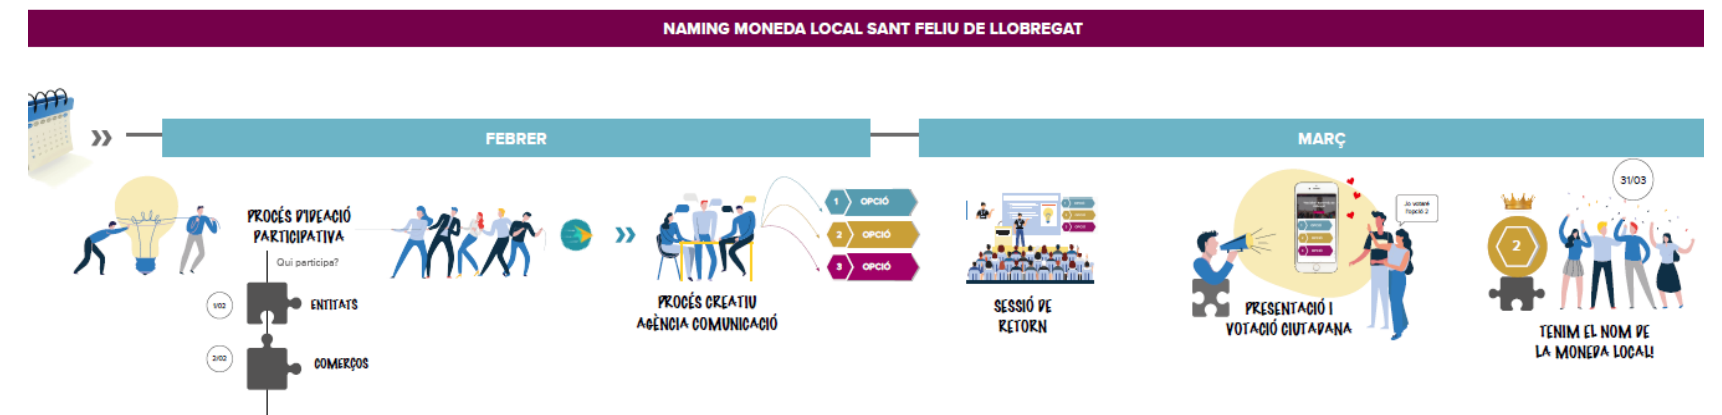 NAMING MONEDA LOCAL SANT FELIU DE LLOBREGAT
FEBRER
MARÇ
PROCÉS D'IDEACIÓ
PARTICIPATIVA
Qui participa?
1/02
ENTITATS
2/02
COMERÇOS
PROCÉS CREATIU
AGÈNCIA COMUNICACIÓ
1 OPCIÓ
2 OPCIÓ
3 OPCIÓ
SESSIÓ DE
RETORN
Jo votaré
l'opció 2
PRESENTACIÓ I
VOTACIÓ CIUTADANA
31/03
2
TENIM EL NOM DE
LA MONEDA LOCAL!